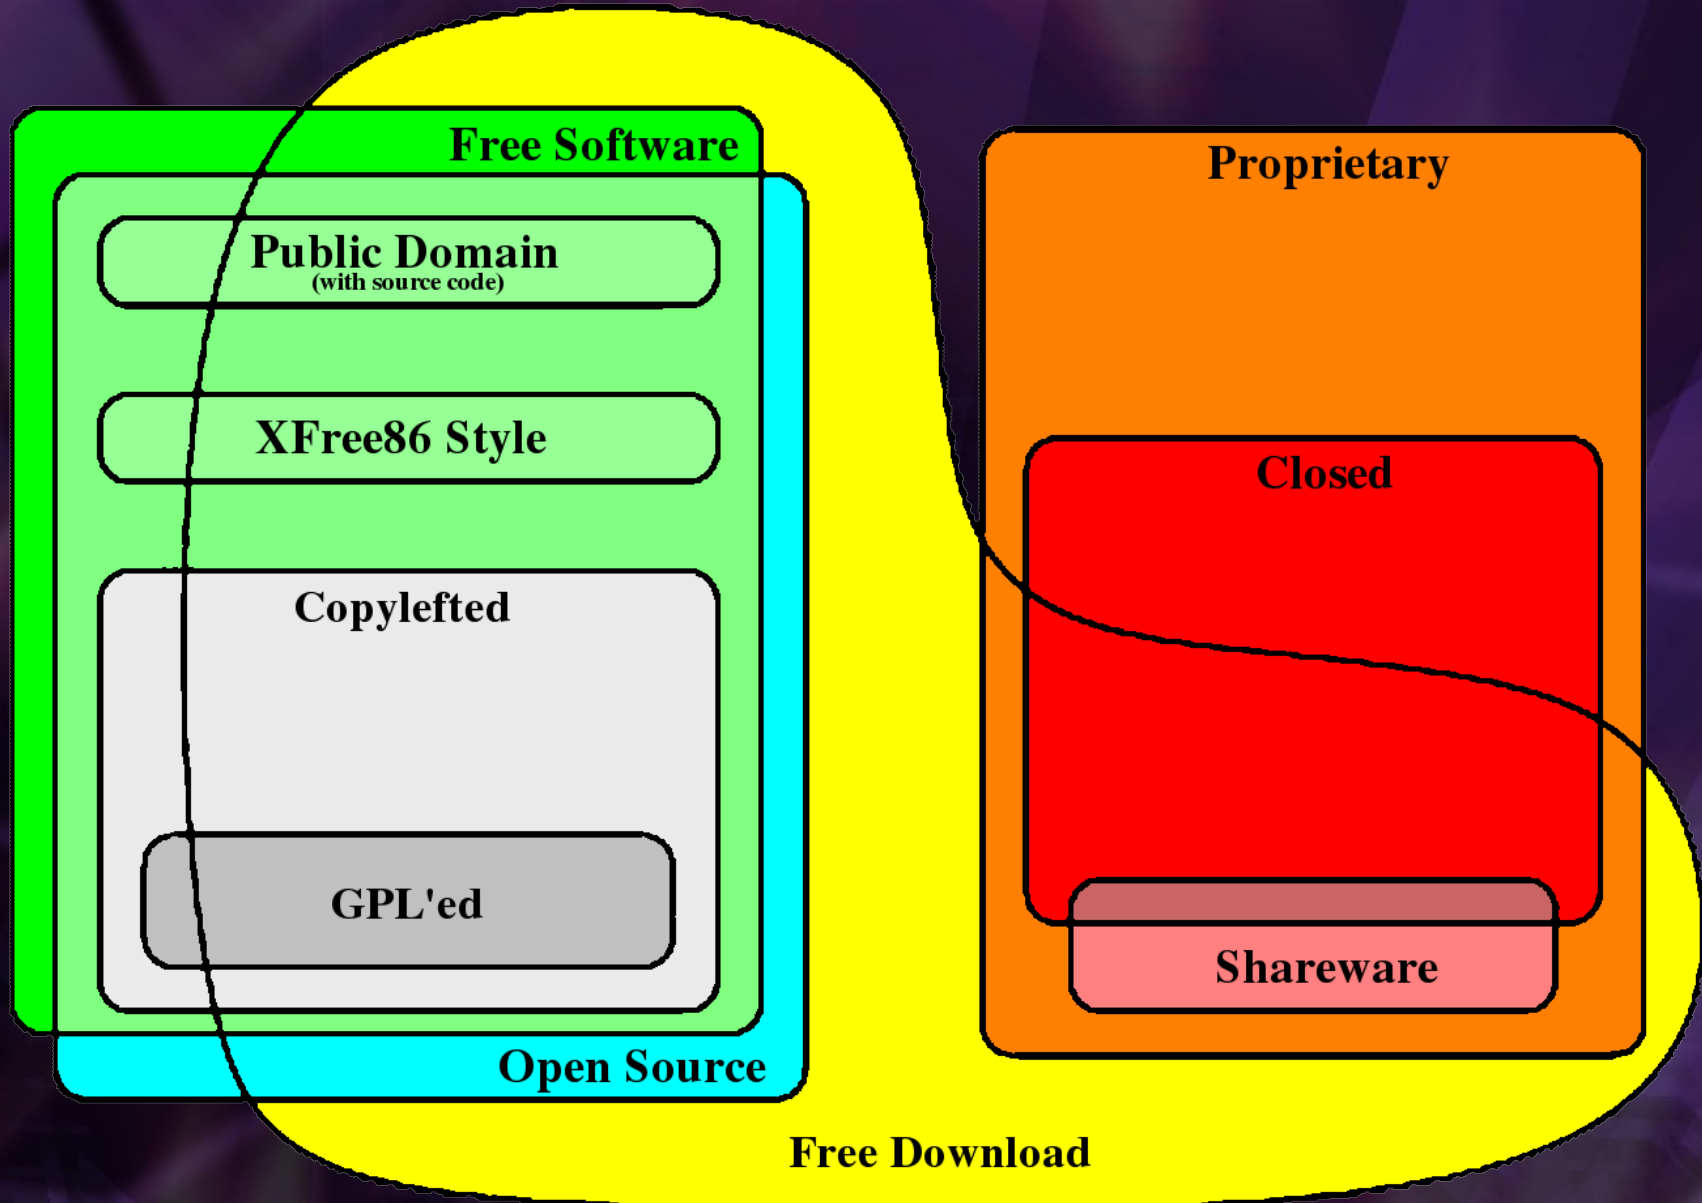 Free Software
Public Domain
(with source code)
XFree86 Style
Copylefted
GPL'ed
Open Source
Proprietary
Closed
Shareware
Free Download